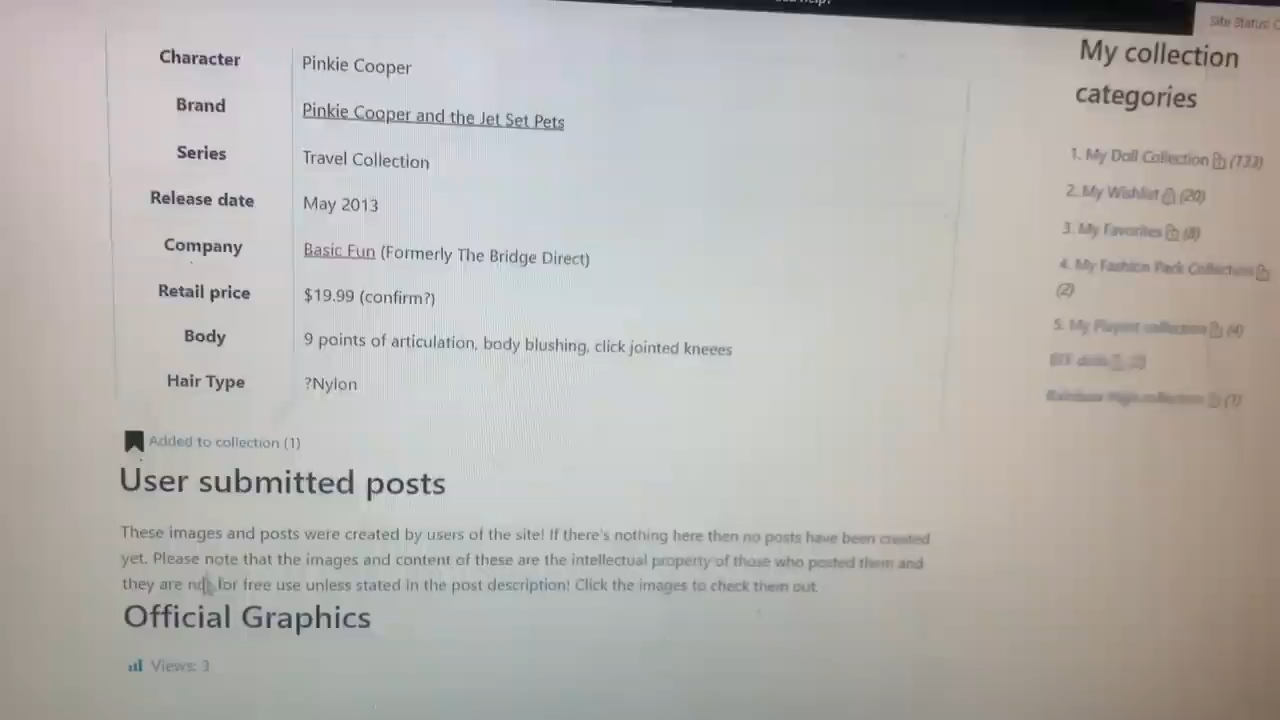 Site Status:
Character Pinkie Cooper
Brand Pinkie Cooper and the Jet Set Pets
Series Travel Collection
Release date May 2013
Company Basic Fun (Formerly The Bridge Direct)
Retail price $19.99 (confirm?)
Body 9 points of articulation, body blushing, click jointed kneees
Hair Type ?Nylon
Added to collection (1)
User submitted posts
These images and posts were created by users of the site! If there's nothing here then no posts have been created
yet. Please note that the images and content of these are the intellectual property of those who posted them and
they are for free use unless stated in the post description! Click the images to check them out.
Official Graphics
Views: 3
My collection
categories
1. My Doll Collection (133)
2. My Wishlist (20)
3. My Favorites (8)
4. My Fashion Pack Collection
(2)
5. My Playset collection (4)
collection (1)